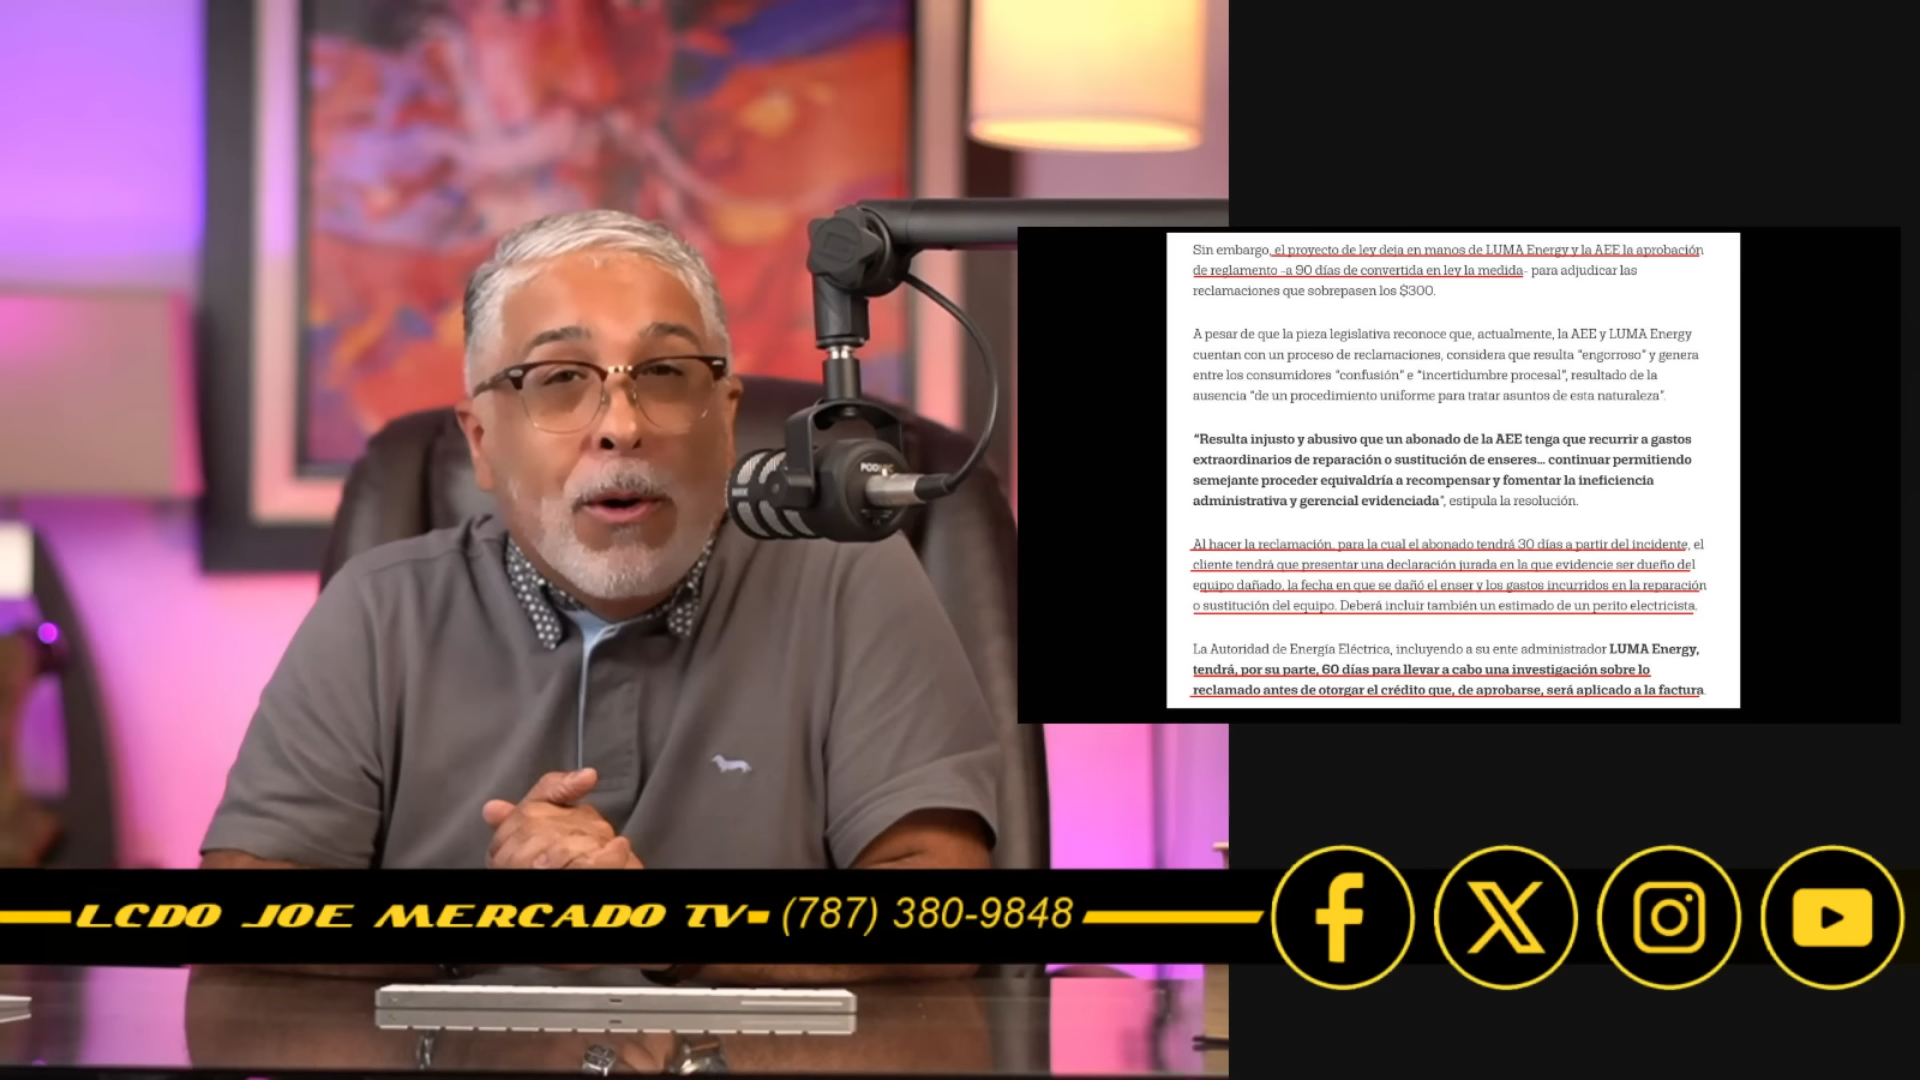 Sin embargo, el proyecto de ley deja en manos de LUMA Energy y la AEE la aprobación
de reglamento -a 90 días de convertida en ley la medida- para adjudicar las
reclamaciones que sobrepasen los $300.
A pesar de que la pieza legislativa reconoce que, actualmente, la AEE y LUMA Energy
cuentan con un proceso de reclamaciones, considera que resulta “engorroso” y genera
entre los consumidores “confusión” e “incertidumbre procesal”, resultado de la
ausencia “de un procedimiento uniforme para tratar asuntos de esta naturaleza”.
“Resulta injusto y abusivo que un abonado de la AEE tenga que recurrir a gastos
extraordinarios de reparación o sustitución de enseres… continuar permitiendo
semejante proceder equivaldría a recompensar y fomentar la ineficiencia
administrativa y gerencial evidenciada”, estipula la resolución.
Al hacer la reclamación, para la cual el abonado tendrá 30 días a partir del incidente, el
cliente tendrá que presentar una declaración jurada en la que evidencie ser dueño del
equipo dañado, la fecha en que se dañó el enser y los gastos incurridos en la reparación
o sustitución del equipo. Deberá incluir también un estimado de un perito electricista.
La Autoridad de Energía Eléctrica, incluyendo a su ente administrador LUMA Energy,
tendrá, por su parte, 60 días para llevar a cabo una investigación sobre lo
reclamado antes de otorgar el crédito que, de aprobarse, será aplicado a la factura.
LCDO JOE MERCADO TV (787) 380-9848